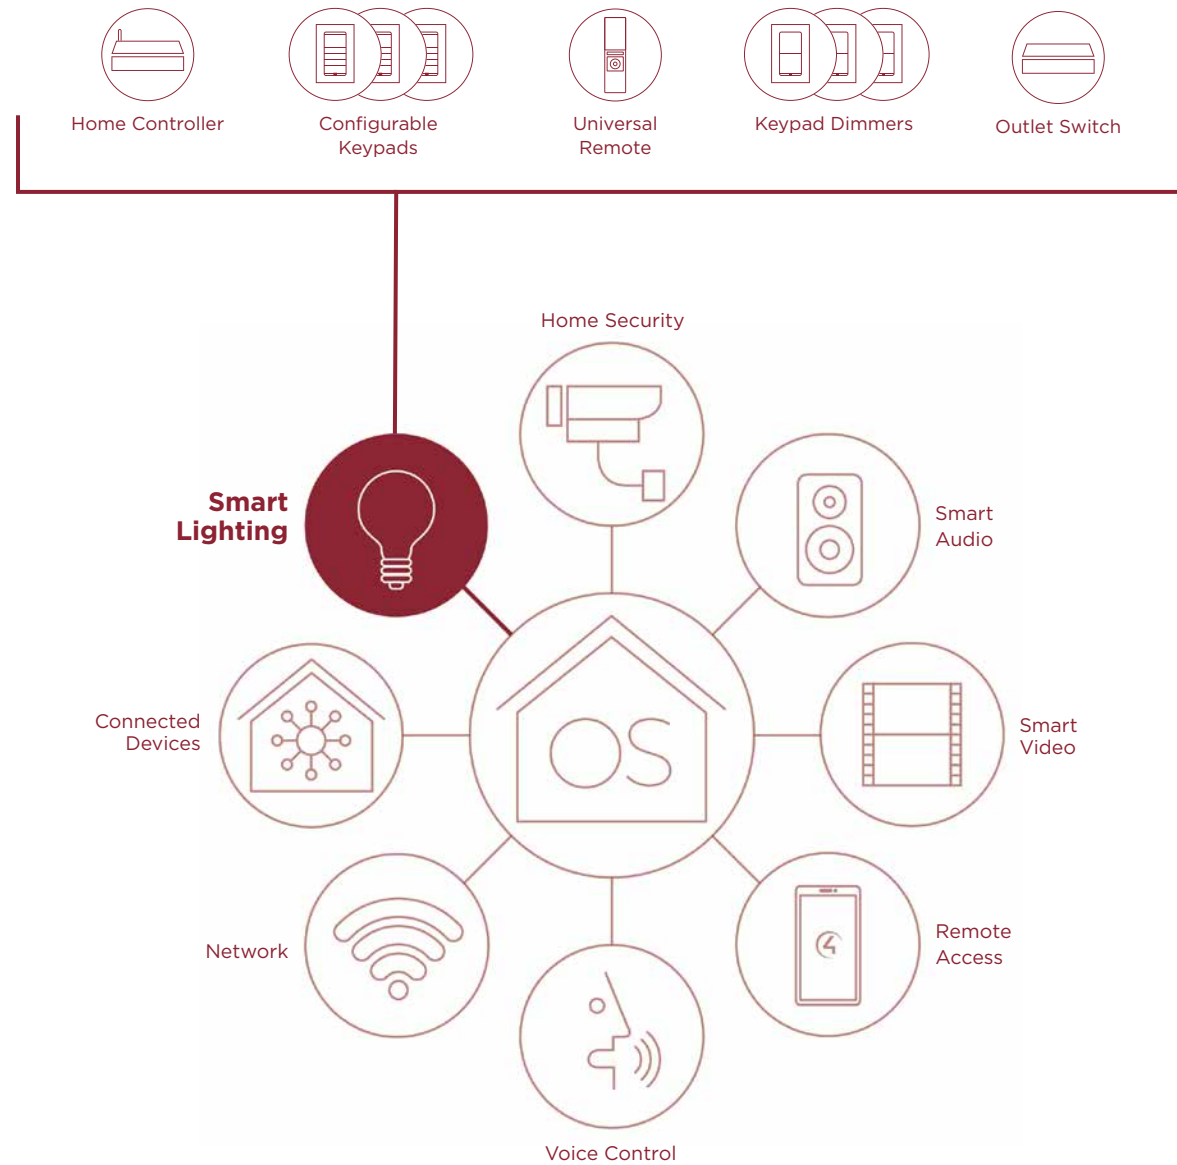 Home Controller
Configurable
Keypads
Universal
Remote
Keypad Dimmers
Outlet Switch
Home Security
Smart
Lighting
Smart
Audio
Connected
Devices
OS
Smart
Video
Network
Remote
Access
4
Voice Control